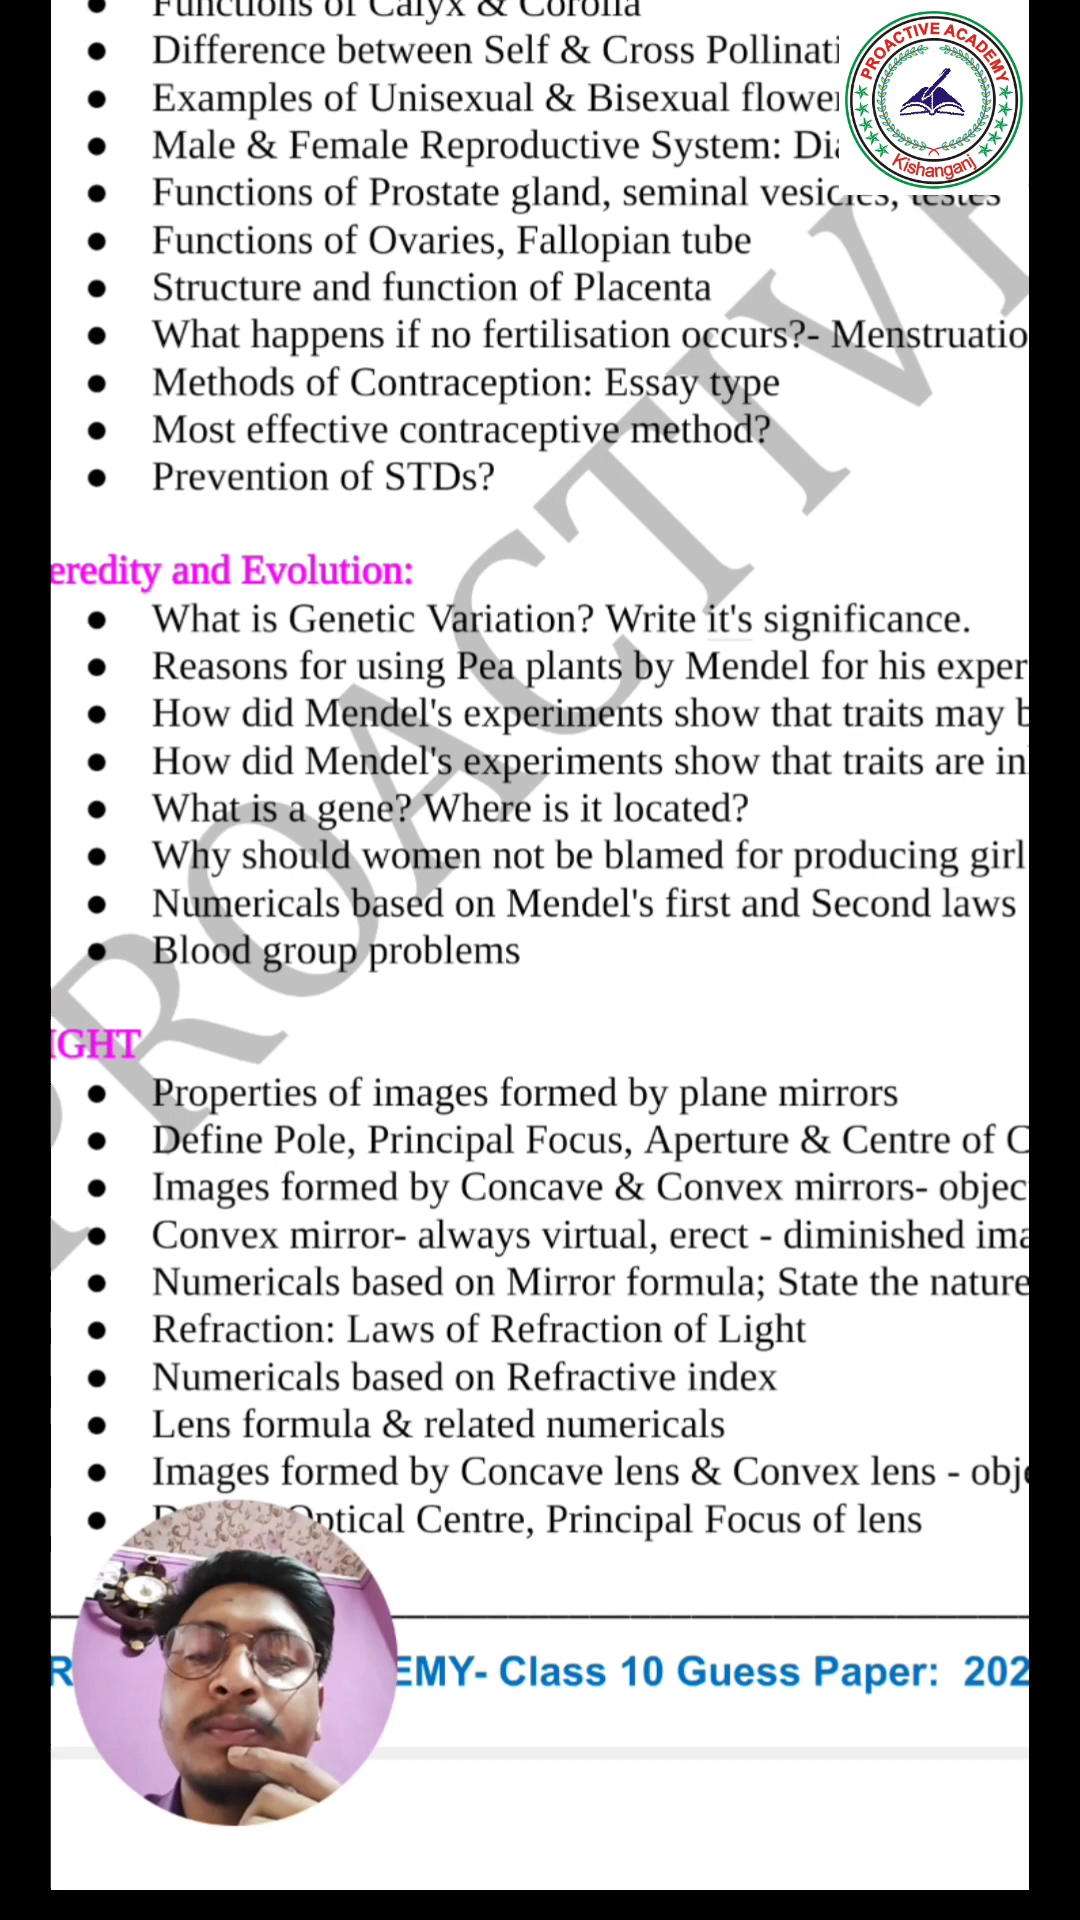 Functions of Calyx & Corolla
Difference between Self & Cross Pollinati
Examples of Unisexual & Bisexual flower
Male & Female Reproductive System: Dia
Functions of Prostate gland, seminal vesicles, testes
Functions of Ovaries, Fallopian tube
Structure and function of Placenta
What happens if no fertilisation occurs?- Menstruatio
Methods of Contraception: Essay type
Most effective contraceptive method?
Prevention of STDs?
eredity and Evolution:
What is Genetic Variation? Write it's significance.
Reasons for using Pea plants by Mendel for his exper
How did Mendel's experiments show that traits may b
How did Mendel's experiments show that traits are in
What is a gene? Where is it located?
Why should women not be blamed for producing girl
Numericals based on Mendel's first and Second laws
Blood group problems
IGHT
Properties of images formed by plane mirrors
Define Pole, Principal Focus, Aperture & Centre of C
Images formed by Concave & Convex mirrors- objec
Convex mirror- always virtual, erect - diminished ima
Numericals based on Mirror formula; State the nature
Refraction: Laws of Refraction of Light
Numericals based on Refractive index
Lens formula & related numericals
Images formed by Concave lens & Convex lens - obje
ptical Centre, Principal Focus of lens
R EMY- Class 10 Guess Paper: 202
PROACTIVE ACADEMY
Kishanganj
PROACTIVE